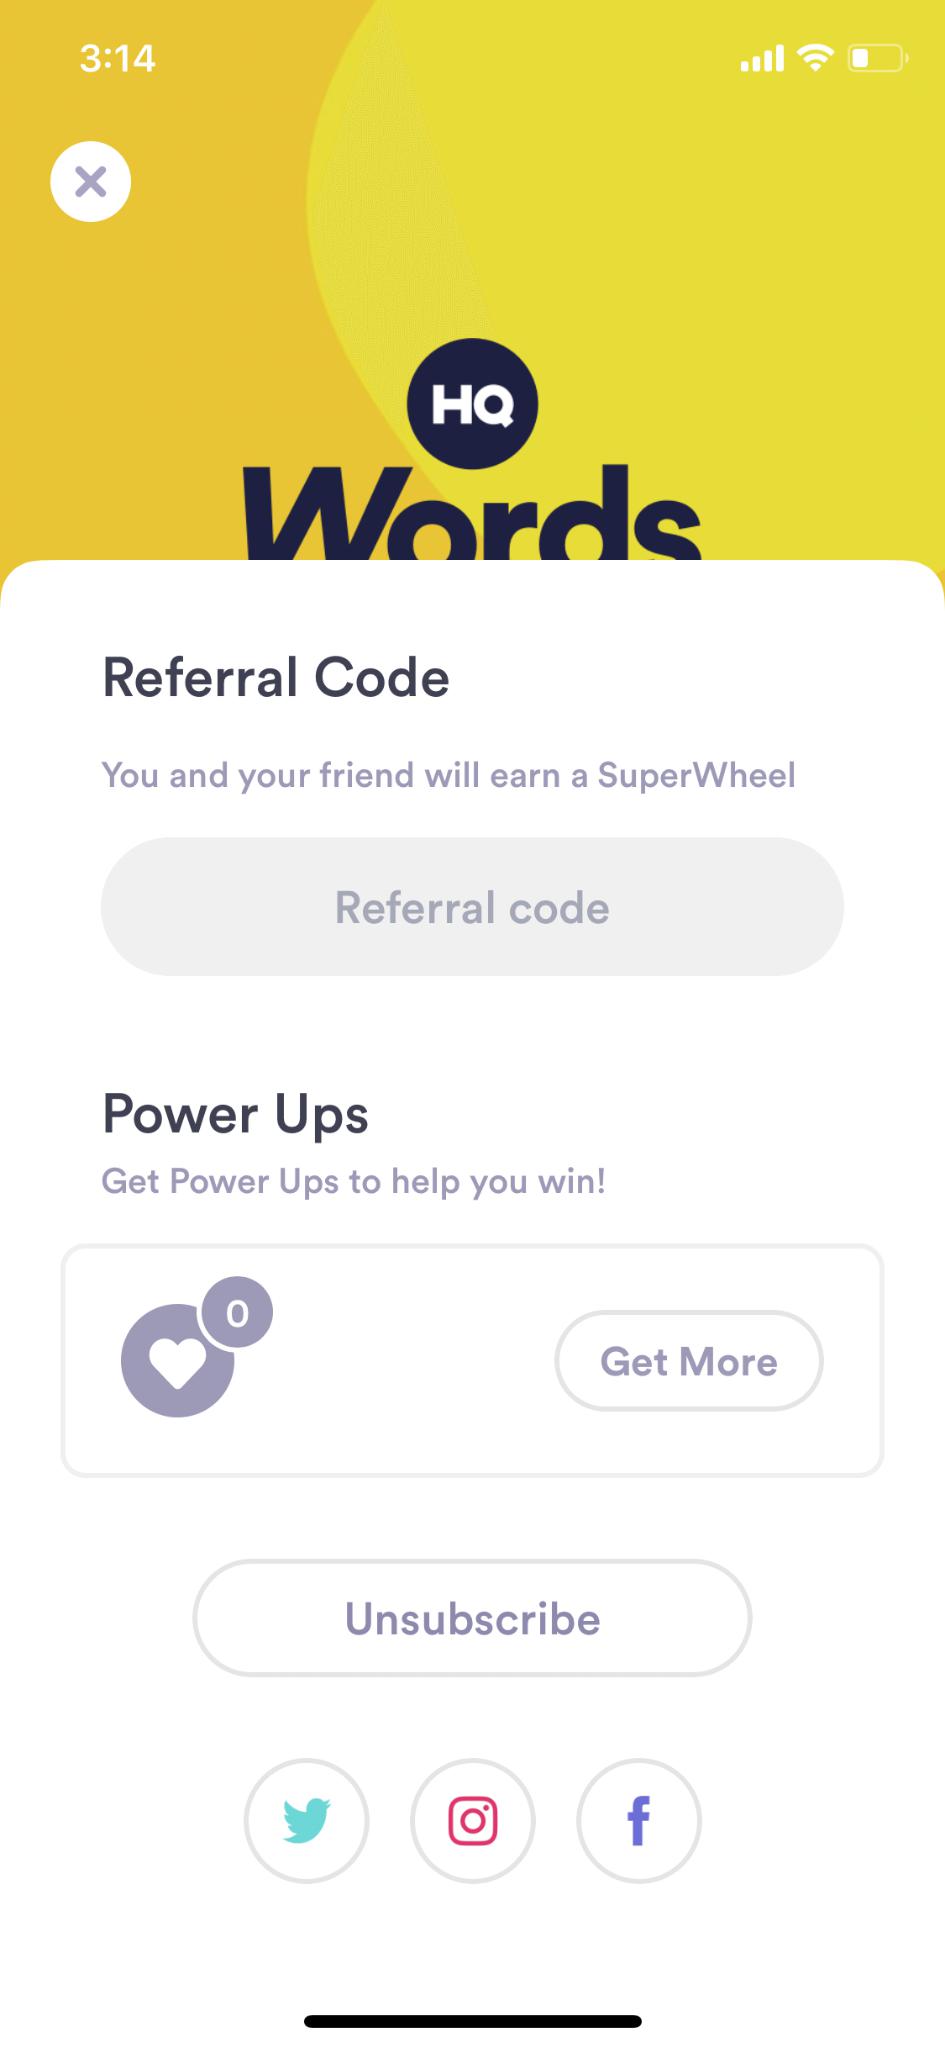 3:14
HQ
Words
Referral Code
You and your friend will earn a SuperWheel
Referral code
Power Ups
Get Power Ups to help you win!
0
Get More
Unsubscribe